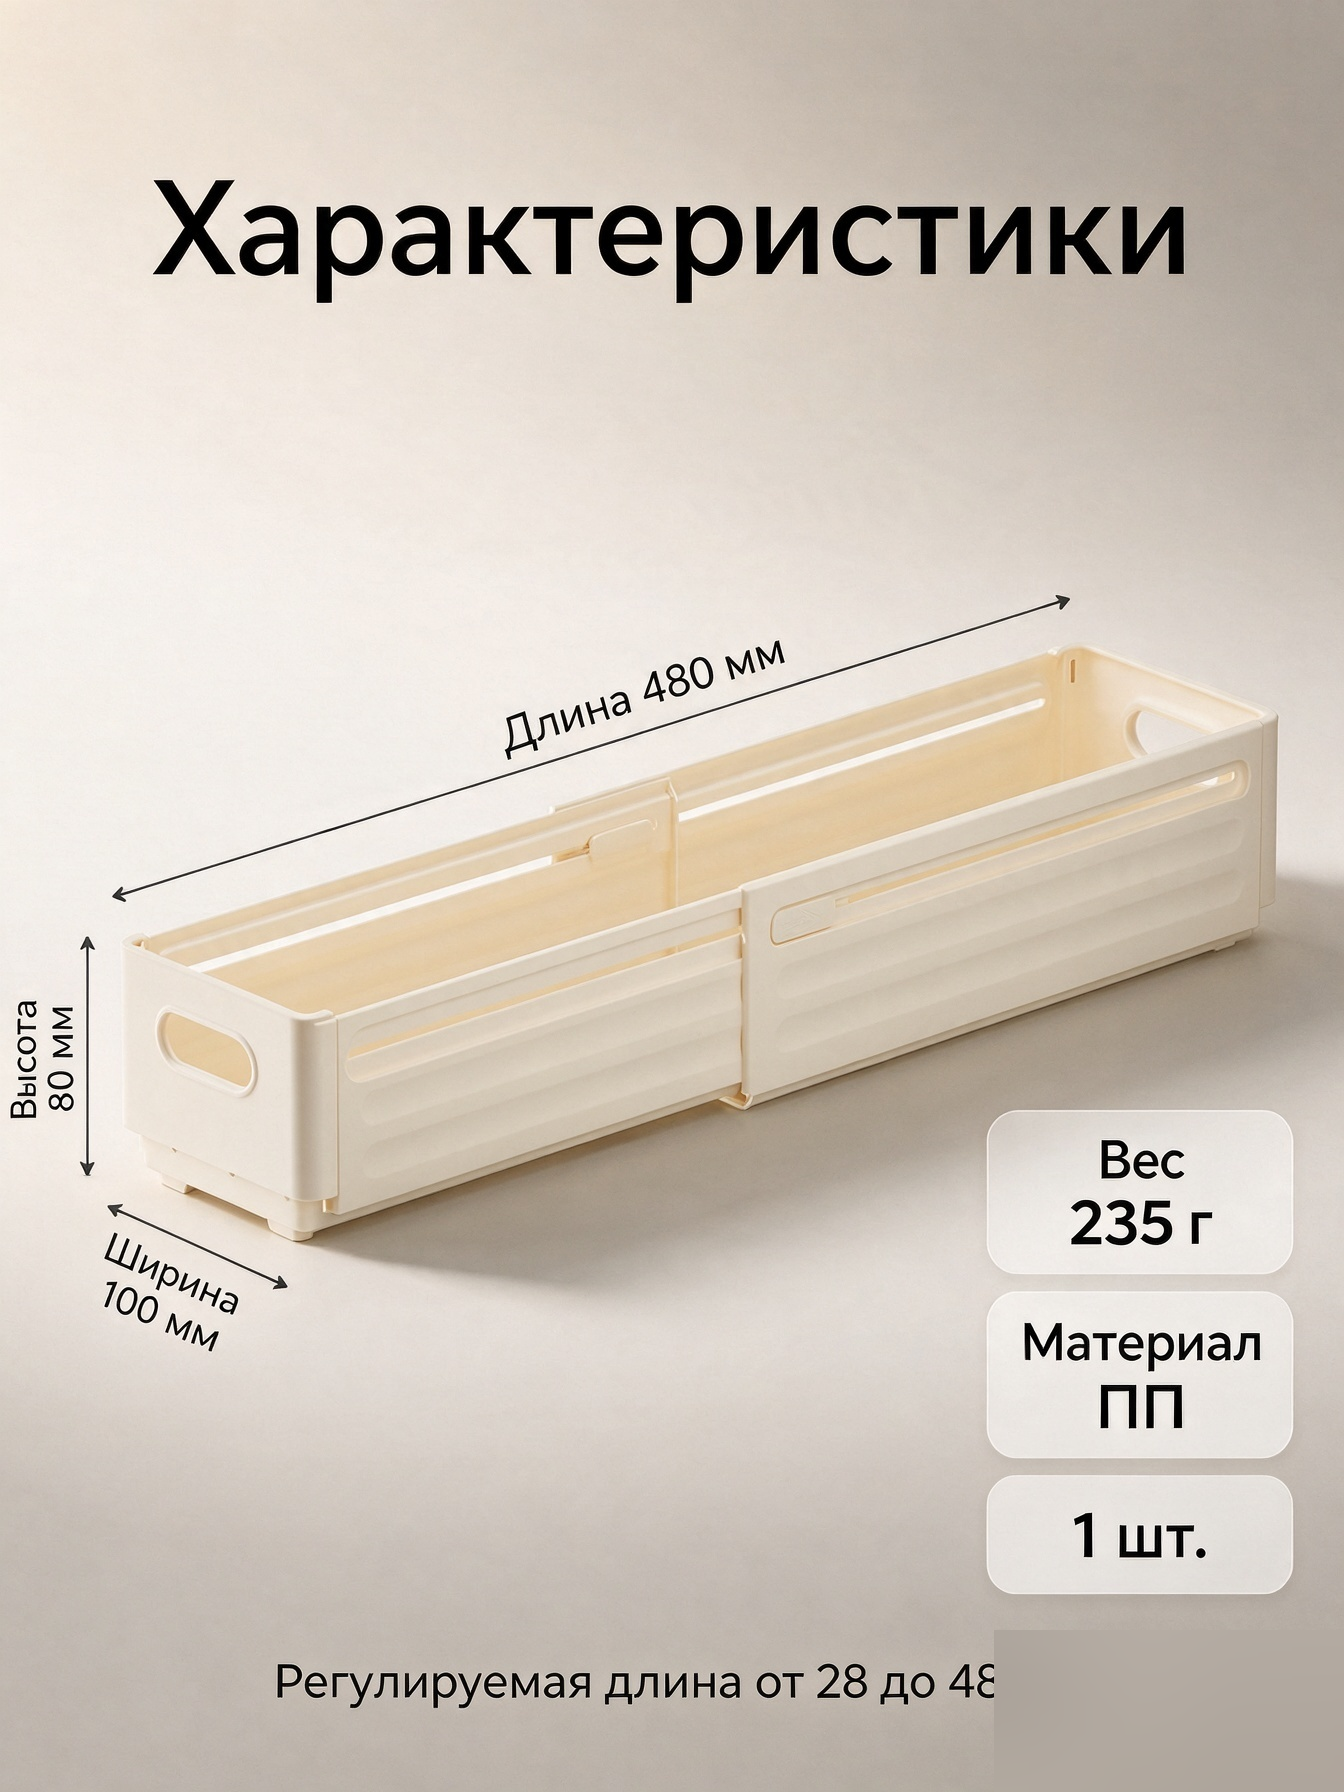 Характеристики
Длина 480 мм
Высота
80 мм
Ширина
100 мм
Вес
235 г
Материал
ПП
1 шт.
Регулируемая длина от 28 до 48